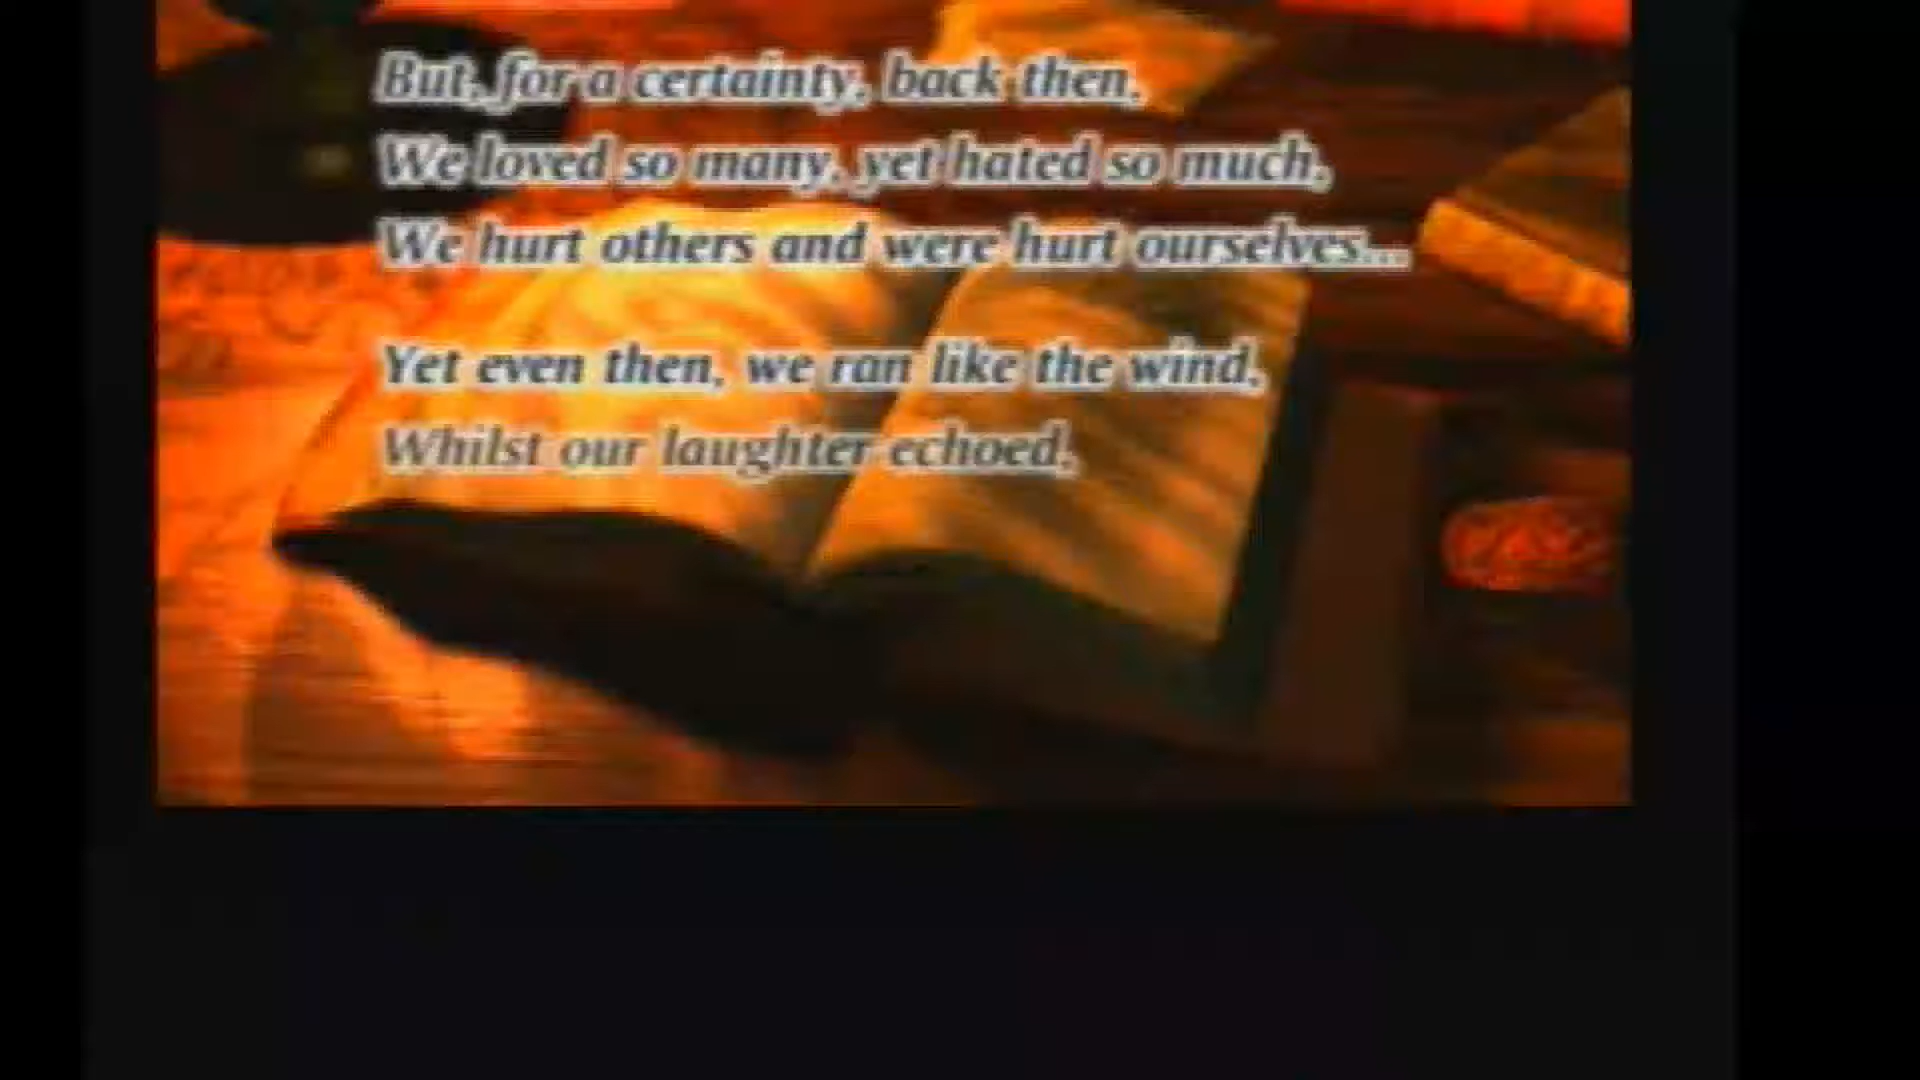 But, for a certainty, back then,
We loved so many, yet hated so much,
We hurt others and were hurt ourselves...
Yet even then, we ran like the wind,
Whilst our laughter echoed,